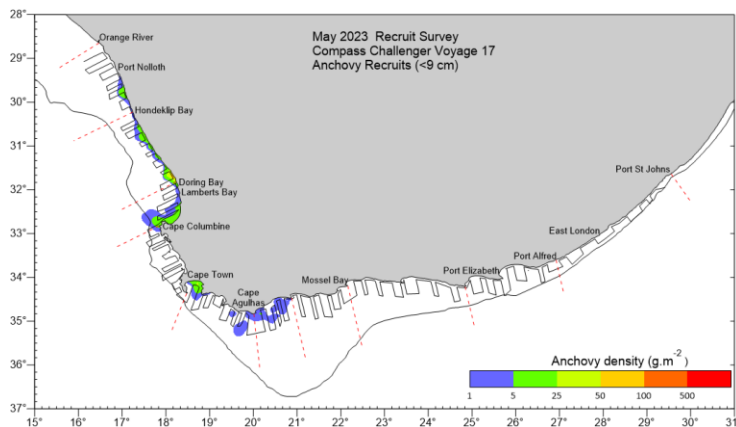 May 2023 Recruit Survey
Compass Challenger Voyage 17
Anchovy Recruits (<9 cm)
28°
29°
30°
31°
32°
33°
34°
35°
36°
37°
Orange River
Port Nolloth
Hondeklip Bay
Doring Bay
Lamberts Bay
Cape Columbine
Cape Town
Cape
Agulhas
Mossel Bay
Port Elizabeth
Port Alfred
East London
Port St Johns
Anchovy density (g.m-2)
1 5 25 50 100 500
15° 16° 17° 18° 19° 20° 21° 22° 23° 24° 25° 26° 27° 28° 29° 30° 31